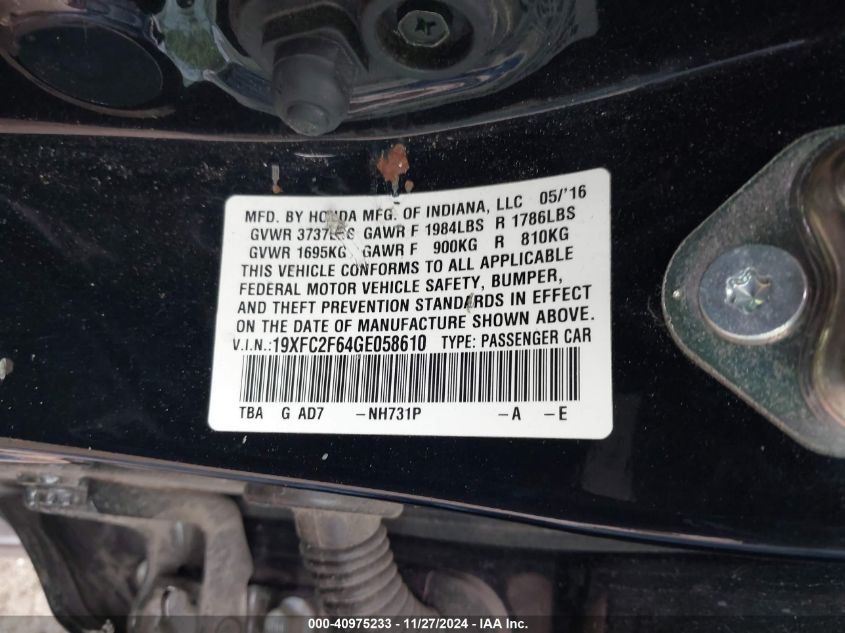 MFD. BY HONDA MFG. OF INDIANA, LLC 05/'16
GVWR 3737LBS GAWR F 1984LBS R 1786LBS
GVWR 1695KG GAWR F 900KG R 810KG
THIS VEHICLE CONFORMS TO ALL APPLICABLE
FEDERAL MOTOR VEHICLE SAFETY, BUMPER,
AND THEFT PREVENTION STANDARDS IN EFFECT
ON THE DATE OF MANUFACTURE SHOWN ABOVE.
V.I.N.:19XFC2F64GE058610 TYPE: PASSENGER CAR
TBA G AD7 -NH731P -A -E
000-40975233 - 11/27/2024 - IAA Inc.